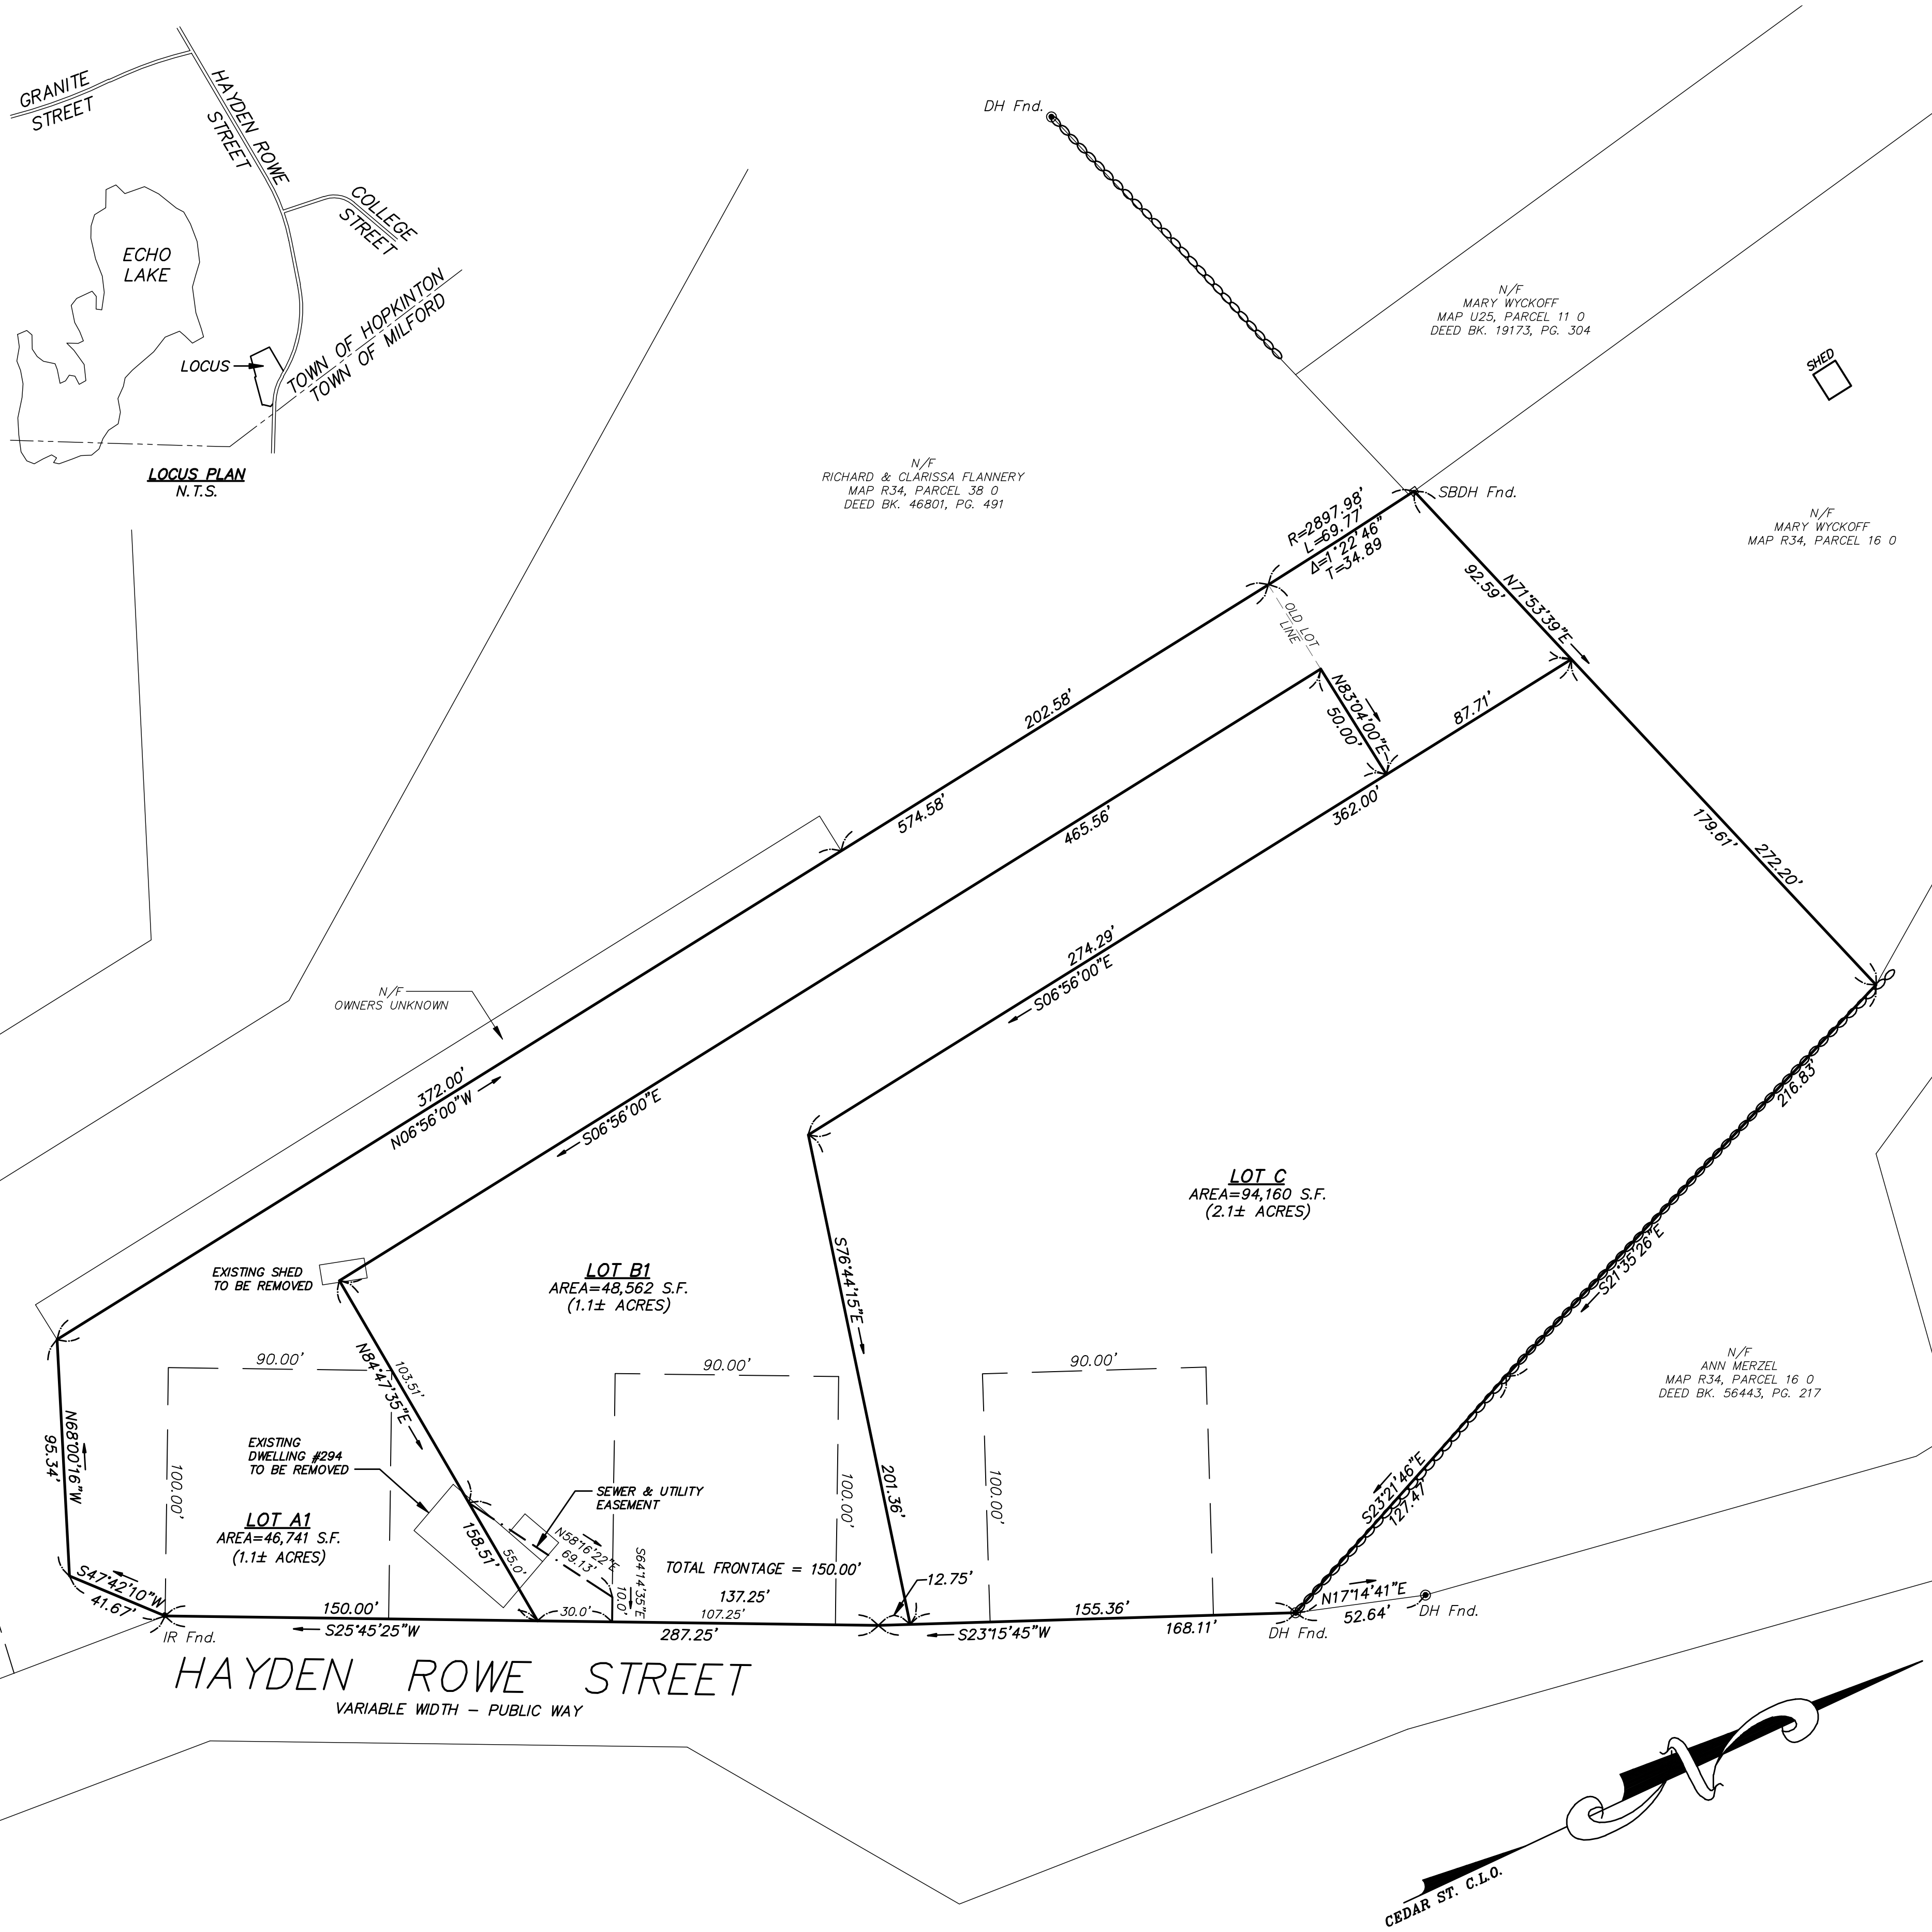 GRANITE
STREET
HAYDEN ROWE
STREET
COLLEGE
STREET
ECHO
LAKE
LOCUS
TOWN OF HOPKINTON
TOWN OF MILFORD
LOCUS PLAN
N.T.S.
DH Fnd.
N/F
MARY WYCKOFF
MAP U25, PARCEL 11 0
DEED BK. 19173, PG. 304
SHED
N/F
RICHARD & CLARISSA FLANNERY
MAP R34, PARCEL 38 0
DEED BK. 46801, PG. 491
SBDH Fnd.
N/F
MARY WYCKOFF
MAP R34, PARCEL 16 0
R=2897.98'
L=69.77'
Δ=1°22'46"
T=34.89
92.59'
N71°53'39"E
OLD LOT
LINE
N83°04'00"E
50.00'
87.71'
202.58'
574.58'
465.56'
362.00'
179.61'
272.20'
274.29'
S06°56'00"E
N/F
OWNERS UNKNOWN
372.00'
N06°56'00"W
S06°56'00"E
216.83'
S21°35'26"E
LOT C
AREA=94,160 S.F.
(2.1± ACRES)
S76°44'15"E
201.36'
EXISTING SHED
TO BE REMOVED
LOT B1
AREA=48,562 S.F.
(1.1± ACRES)
N84°47'35"E
103.51'
90.00'
90.00'
90.00'
N/F
ANN MERZEL
MAP R34, PARCEL 16 0
DEED BK. 56443, PG. 217
N68°00'16"W
95.34'
100.00'
EXISTING
DWELLING #294
TO BE REMOVED
SEWER & UTILITY
EASEMENT
100.00'
100.00'
S23°21'46"E
127.47'
LOT A1
AREA=46,741 S.F.
(1.1± ACRES)
158.51'
55.0'
N58°16'22"E
69.13'
S64°14'35"E
10.0'
TOTAL FRONTAGE = 150.00'
12.75'
S47°42'10"W
41.67'
IR Fnd.
150.00'
S25°45'25"W
30.0'
137.25'
107.25'
287.25'
155.36'
S23°15'45"W
168.11'
DH Fnd.
N17°14'41"E
52.64'
DH Fnd.
HAYDEN ROWE STREET
VARIABLE WIDTH - PUBLIC WAY
N
CEDAR ST. C.L.O.